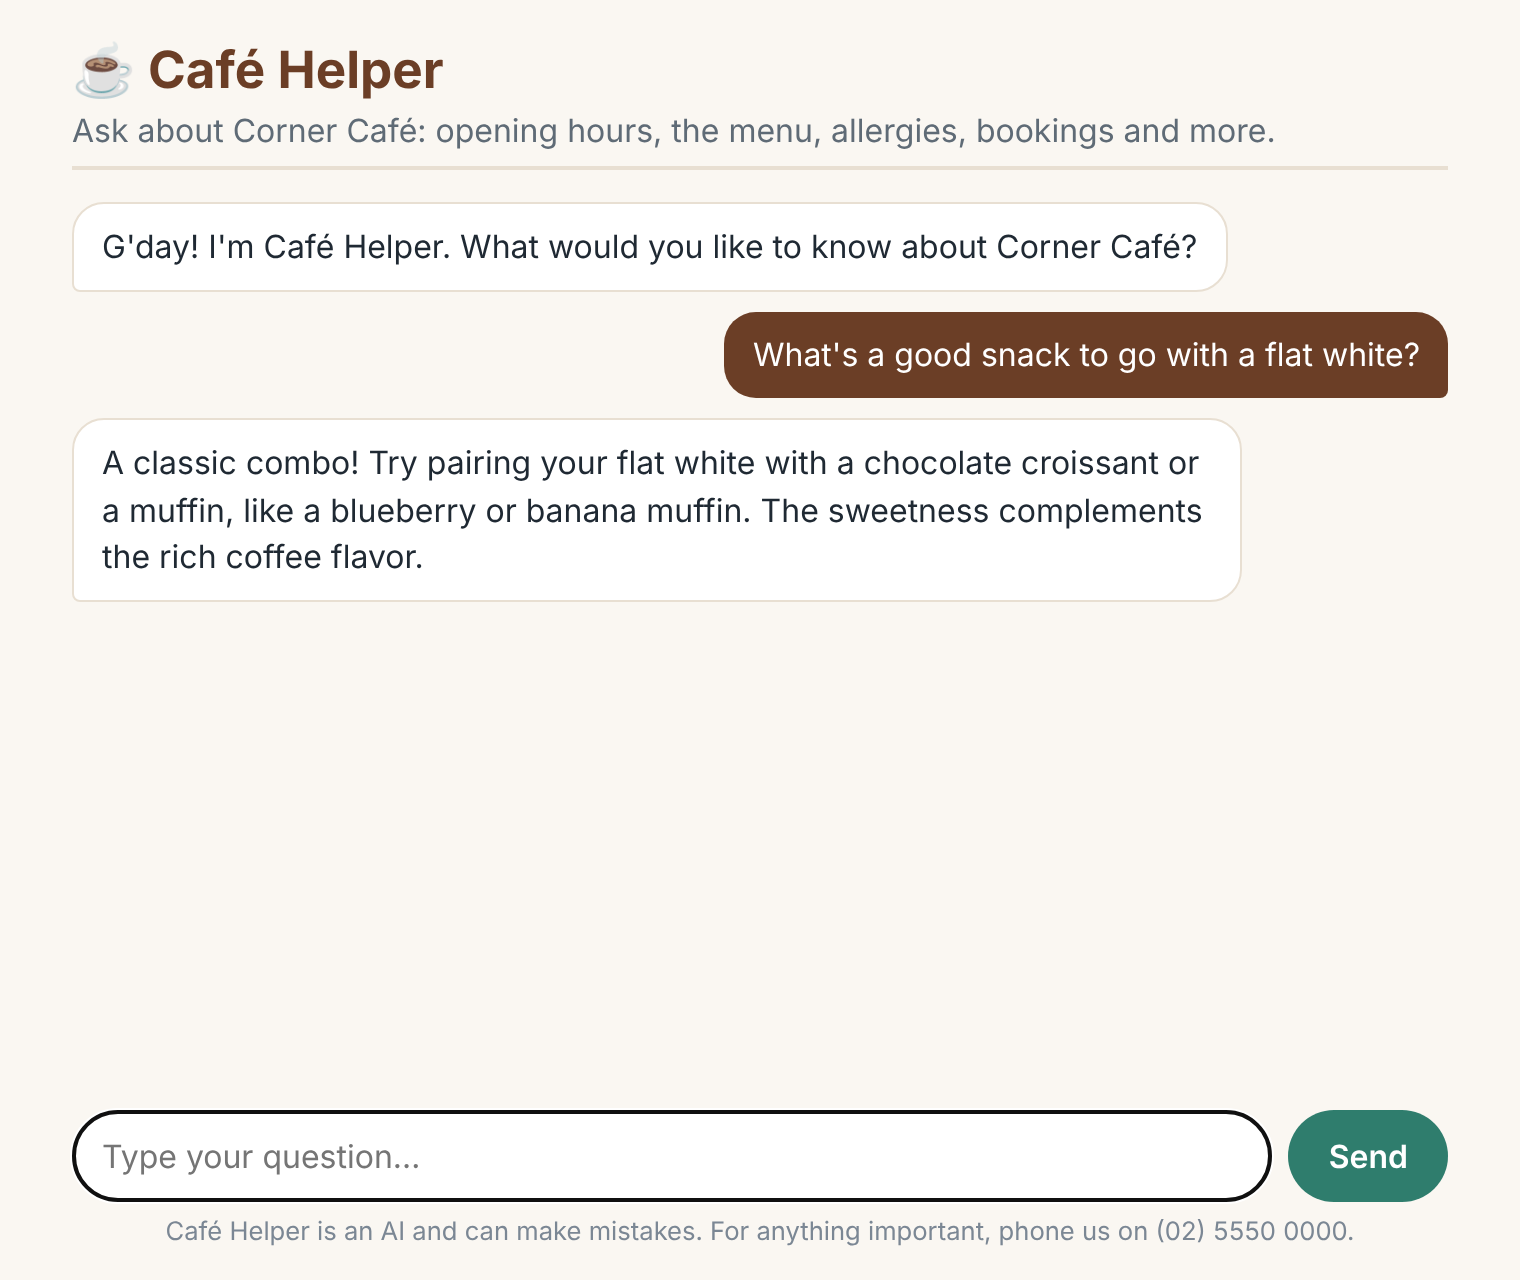 Café Helper
Ask about Corner Café: opening hours, the menu, allergies, bookings and more.
G'day! I'm Café Helper. What would you like to know about Corner Café?
What's a good snack to go with a flat white?
A classic combo! Try pairing your flat white with a chocolate croissant or
a muffin, like a blueberry or banana muffin. The sweetness complements
the rich coffee flavor.
Type your question...
Send
Café Helper is an AI and can make mistakes. For anything important, phone us on (02) 5550 0000.